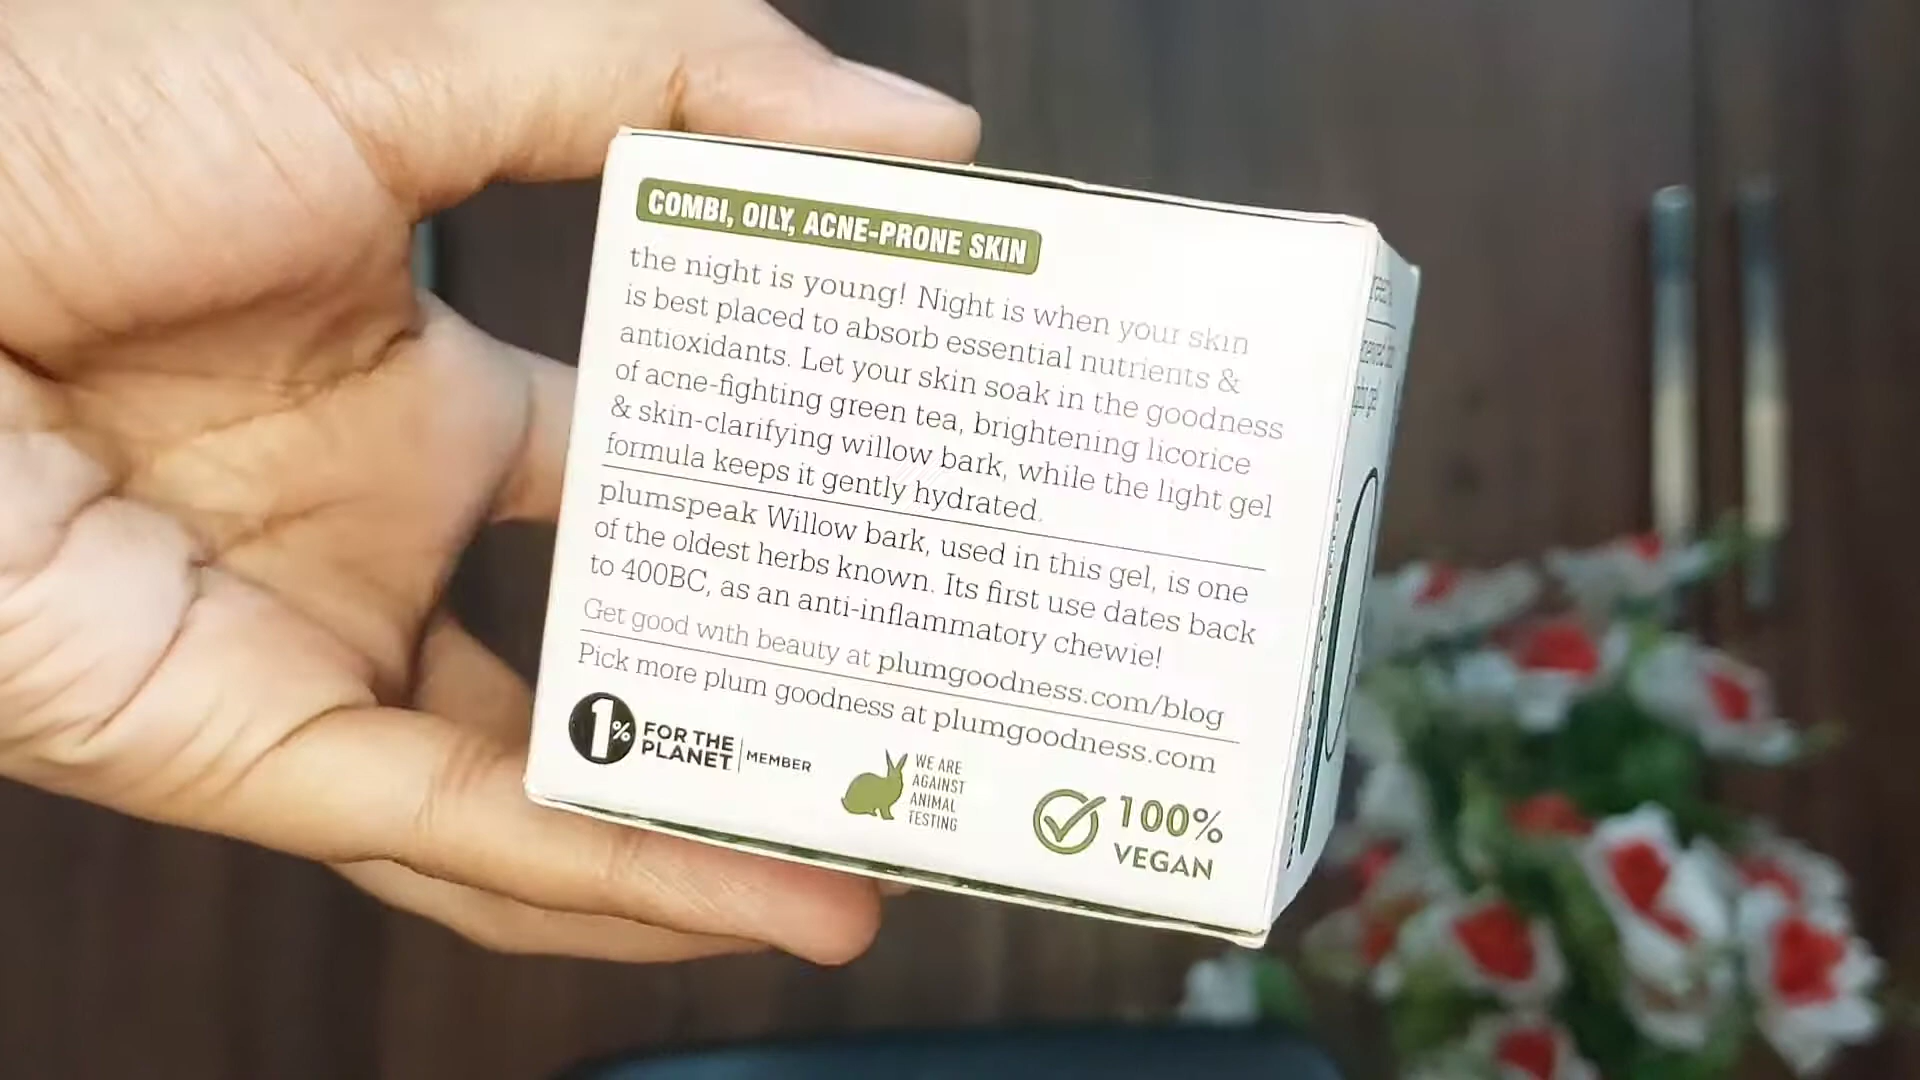 COMBI, OILY, ACNE-PRONE SKIN
the night is young! Night is when your skin
is best placed to absorb essential nutrients &
antioxidants. Let your skin soak in the goodness
of acne-fighting green tea, brightening licorice
& skin-clarifying willow bark, while the light gel
formula keeps it gently hydrated.
plumspeak Willow bark, used in this gel, is one
of the oldest herbs known. Its first use dates back
to 400BC, as an anti-inflammatory chewie!
Get good with beauty at plumgoodness.com/blog
Pick more plum goodness at plumgoodness.com
1% FOR THE
PLANET MEMBER
WE ARE
AGAINST
ANIMAL
TESTING
100%
VEGAN